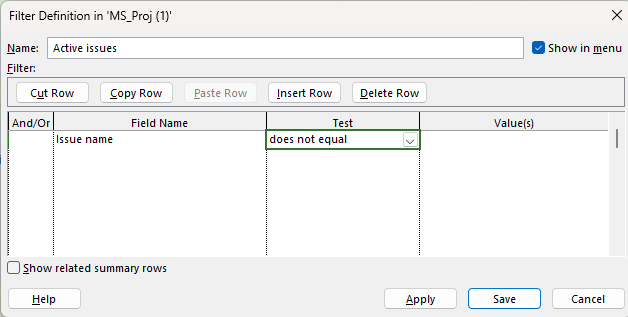 Filter Definition in 'MS_Proj (1)'
Name: Active issues Show in menu
Filter:
Cut Row Copy Row Paste Row Insert Row Delete Row
And/Or Field Name Test Value(s)
Issue name does not equal
Show related summary rows
Help Apply Save Cancel